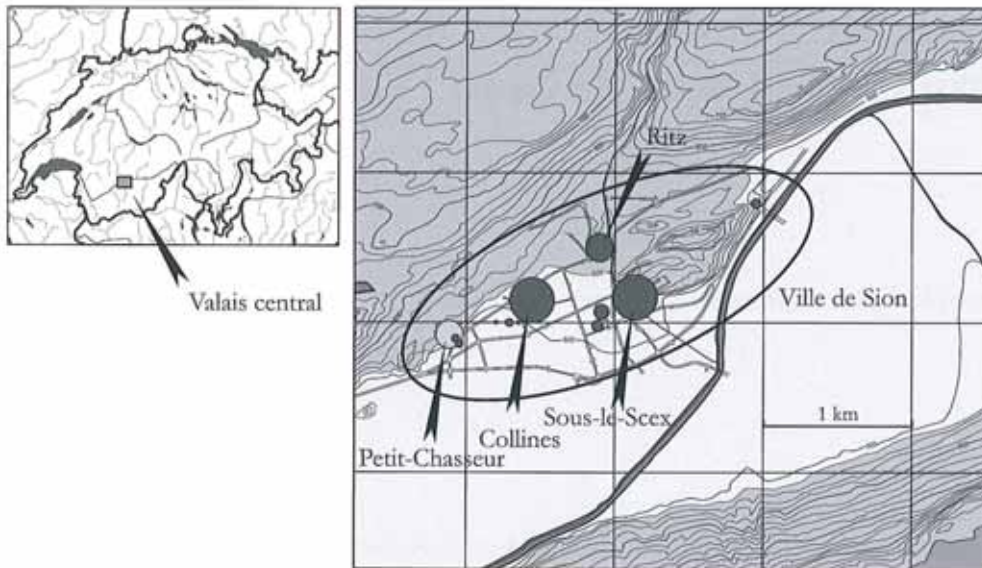 Valais central
Ritz
Ville de Sion
1 km
Sous-le-Scex
Collines
Petit-Chasseur